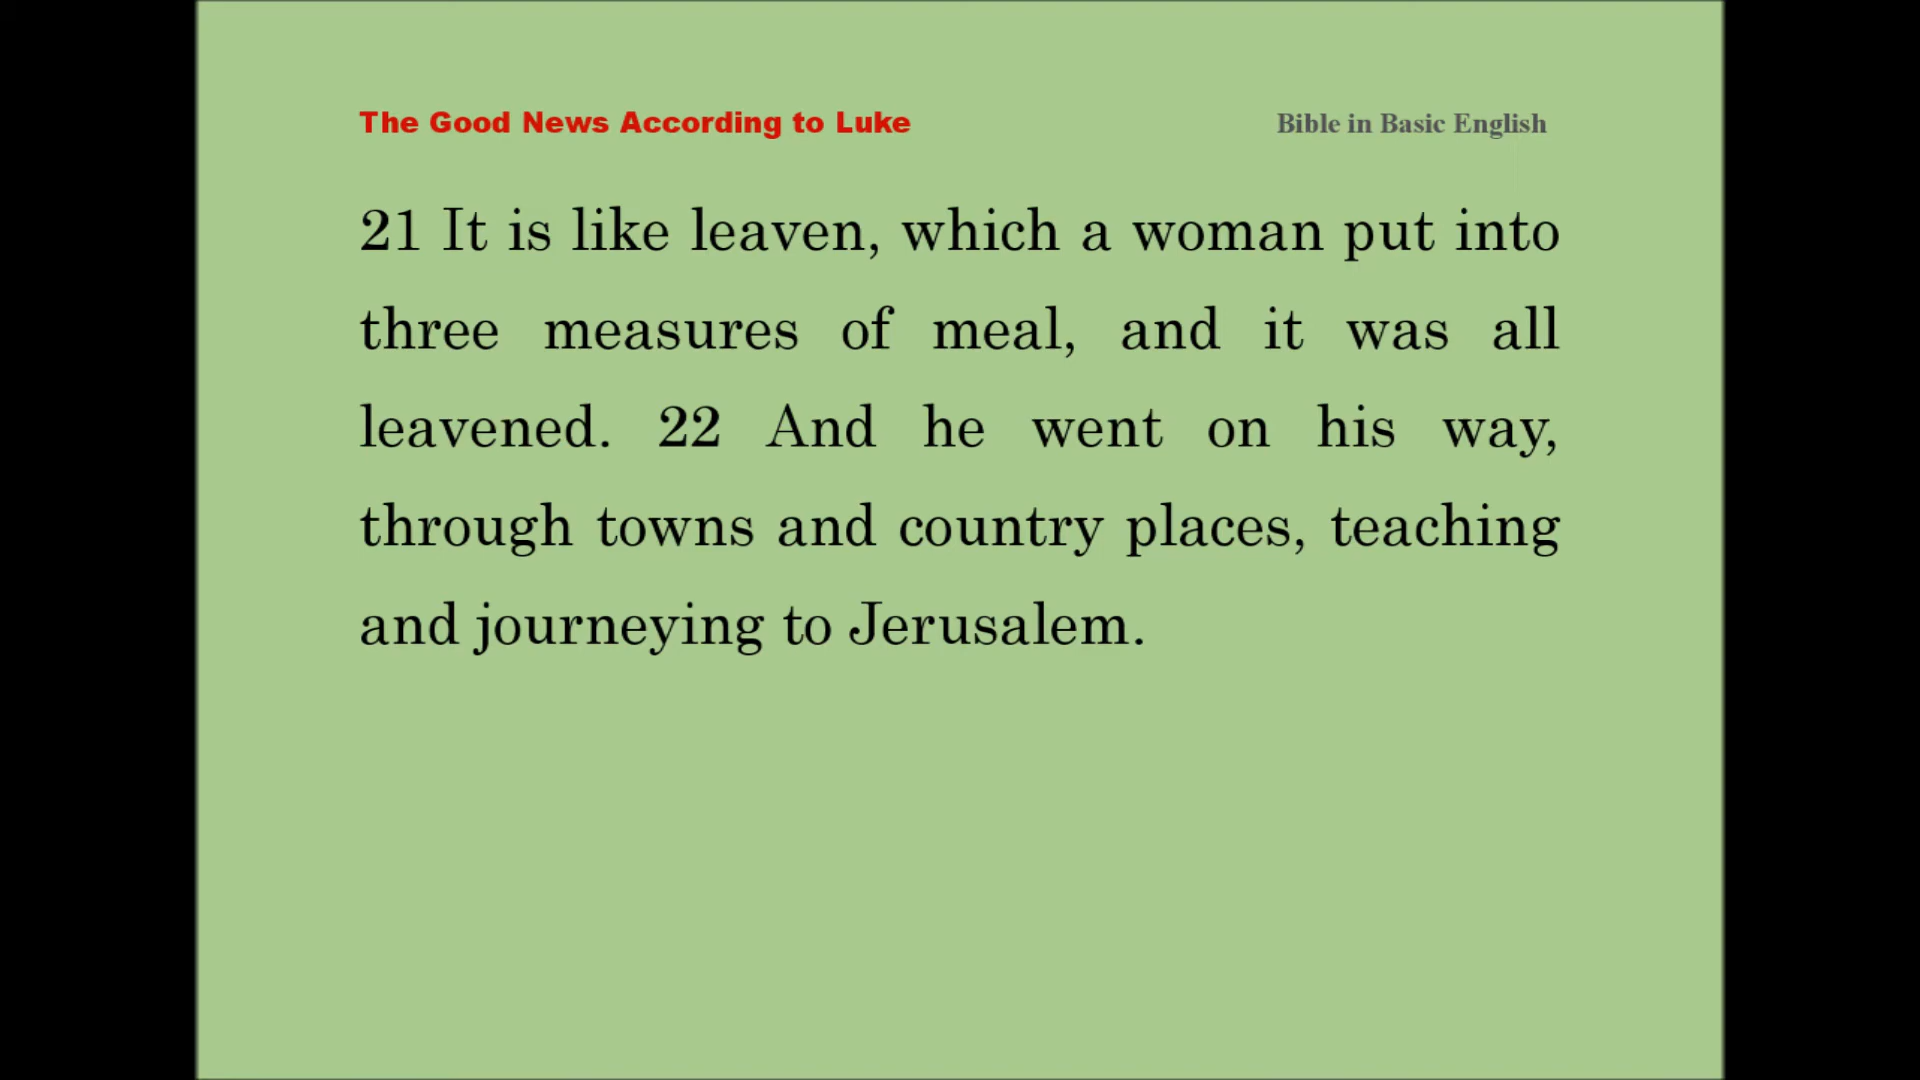 The Good News According to Luke
Bible in Basic English
21 It is like leaven, which a woman put into
three measures of meal, and it was all
leavened. 22 And he went on his way,
through towns and country places, teaching
and journeying to Jerusalem.